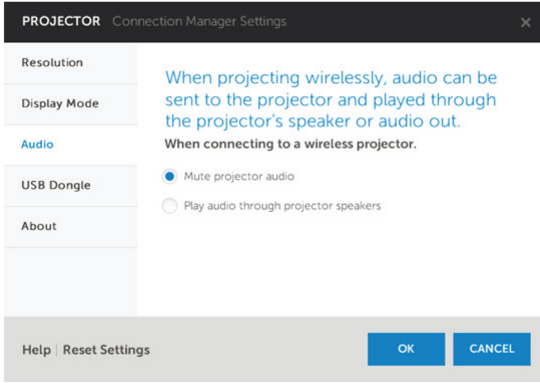 PROJECTOR Connection Manager Settings
Resolution
Display Mode
Audio
USB Dongle
About
When projecting wirelessly, audio can be
sent to the projector and played through
the projector's speaker or audio out.
When connecting to a wireless projector.
Mute projector audio
Play audio through projector speakers
Help | Reset Settings
OK
CANCEL